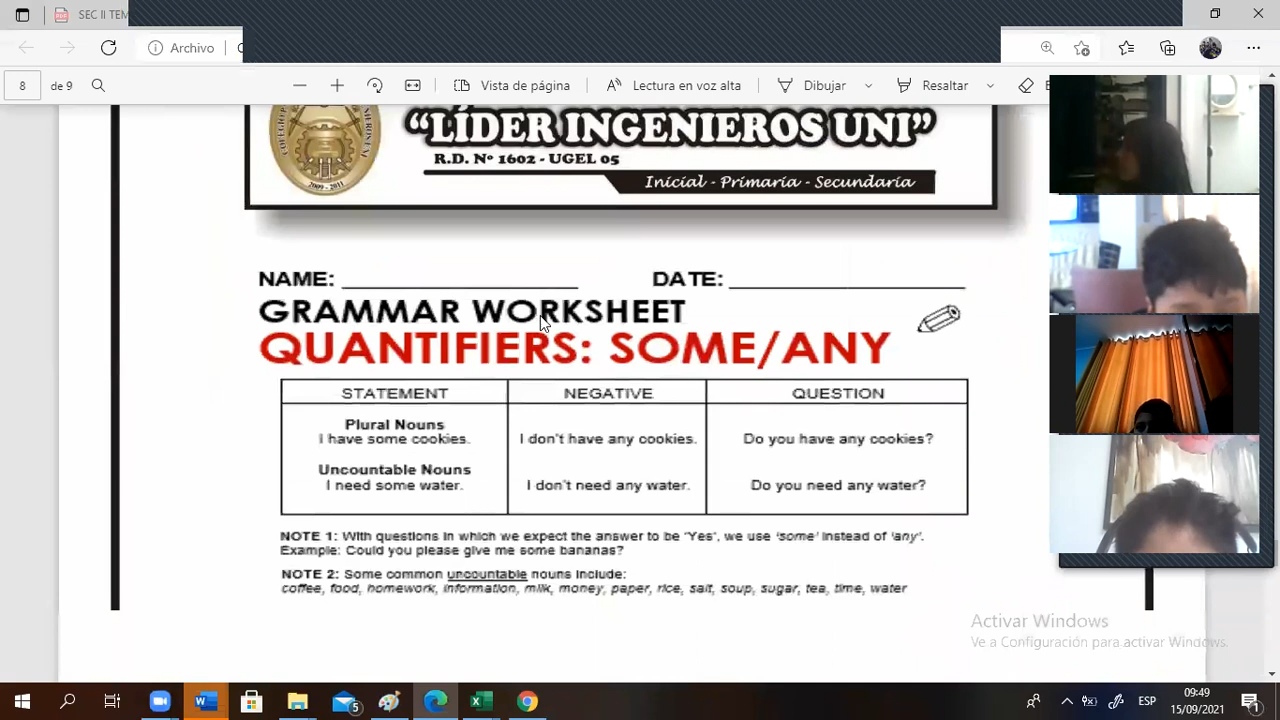 SEC II TEM
Archivo
8 de 9
Vista de página
Lectura en voz alta
Dibujar
Resaltar
2009 - 2011
“LÍDER INGENIEROS UNI”
R.D. Nº 1602 - UGEL 05
Inicial - Primaria - Secundaria
NAME: DATE:
GRAMMAR WORKSHEET
QUANTIFIERS: SOME/ANY
STATEMENT NEGATIVE QUESTION
Plural Nouns
I have some cookies. I don't have any cookies. Do you have any cookies?
Uncountable Nouns
I need some water. I don't need any water. Do you need any water?
NOTE 1: With questions in which we expect the answer to be "Yes", we use 'some' instead of 'any'.
Example: Could you please give me some bananas?
NOTE 2: Some common uncountable nouns include:
coffee, food, homework, information, milk, money, paper, rice, salt, soup, sugar, tea, time, water
Activar Windows
Ve a Configuración para activar Windows.
5
ESP
09:49
15/09/2021
1